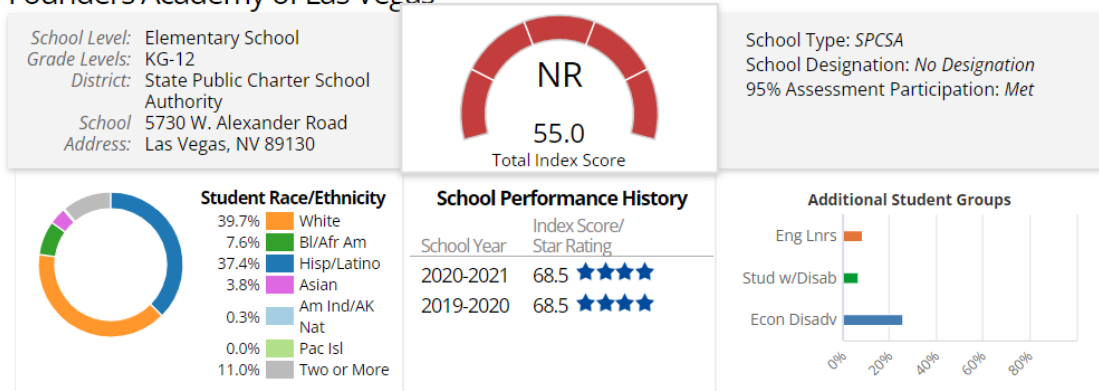 Founders Academy of Las Vegas
School Level: Elementary School
Grade Levels: KG-12
District: State Public Charter School
Authority
School 5730 W. Alexander Road
Address: Las Vegas, NV 89130
NR
55.0
Total Index Score
School Type: SPCSA
School Designation: No Designation
95% Assessment Participation: Met
Student Race/Ethnicity
39.7% White
7.6% Bl/Afr Am
37.4% Hisp/Latino
3.8% Asian
0.3% Am Ind/AK
Nat
0.0% Pac Isl
11.0% Two or More
School Performance History
Index Score/
School Year Star Rating
2020-2021 68.5
2019-2020 68.5
Additional Student Groups
Eng Lnrs
Stud w/Disab
Econ Disadv
0% 20% 40% 60% 80%